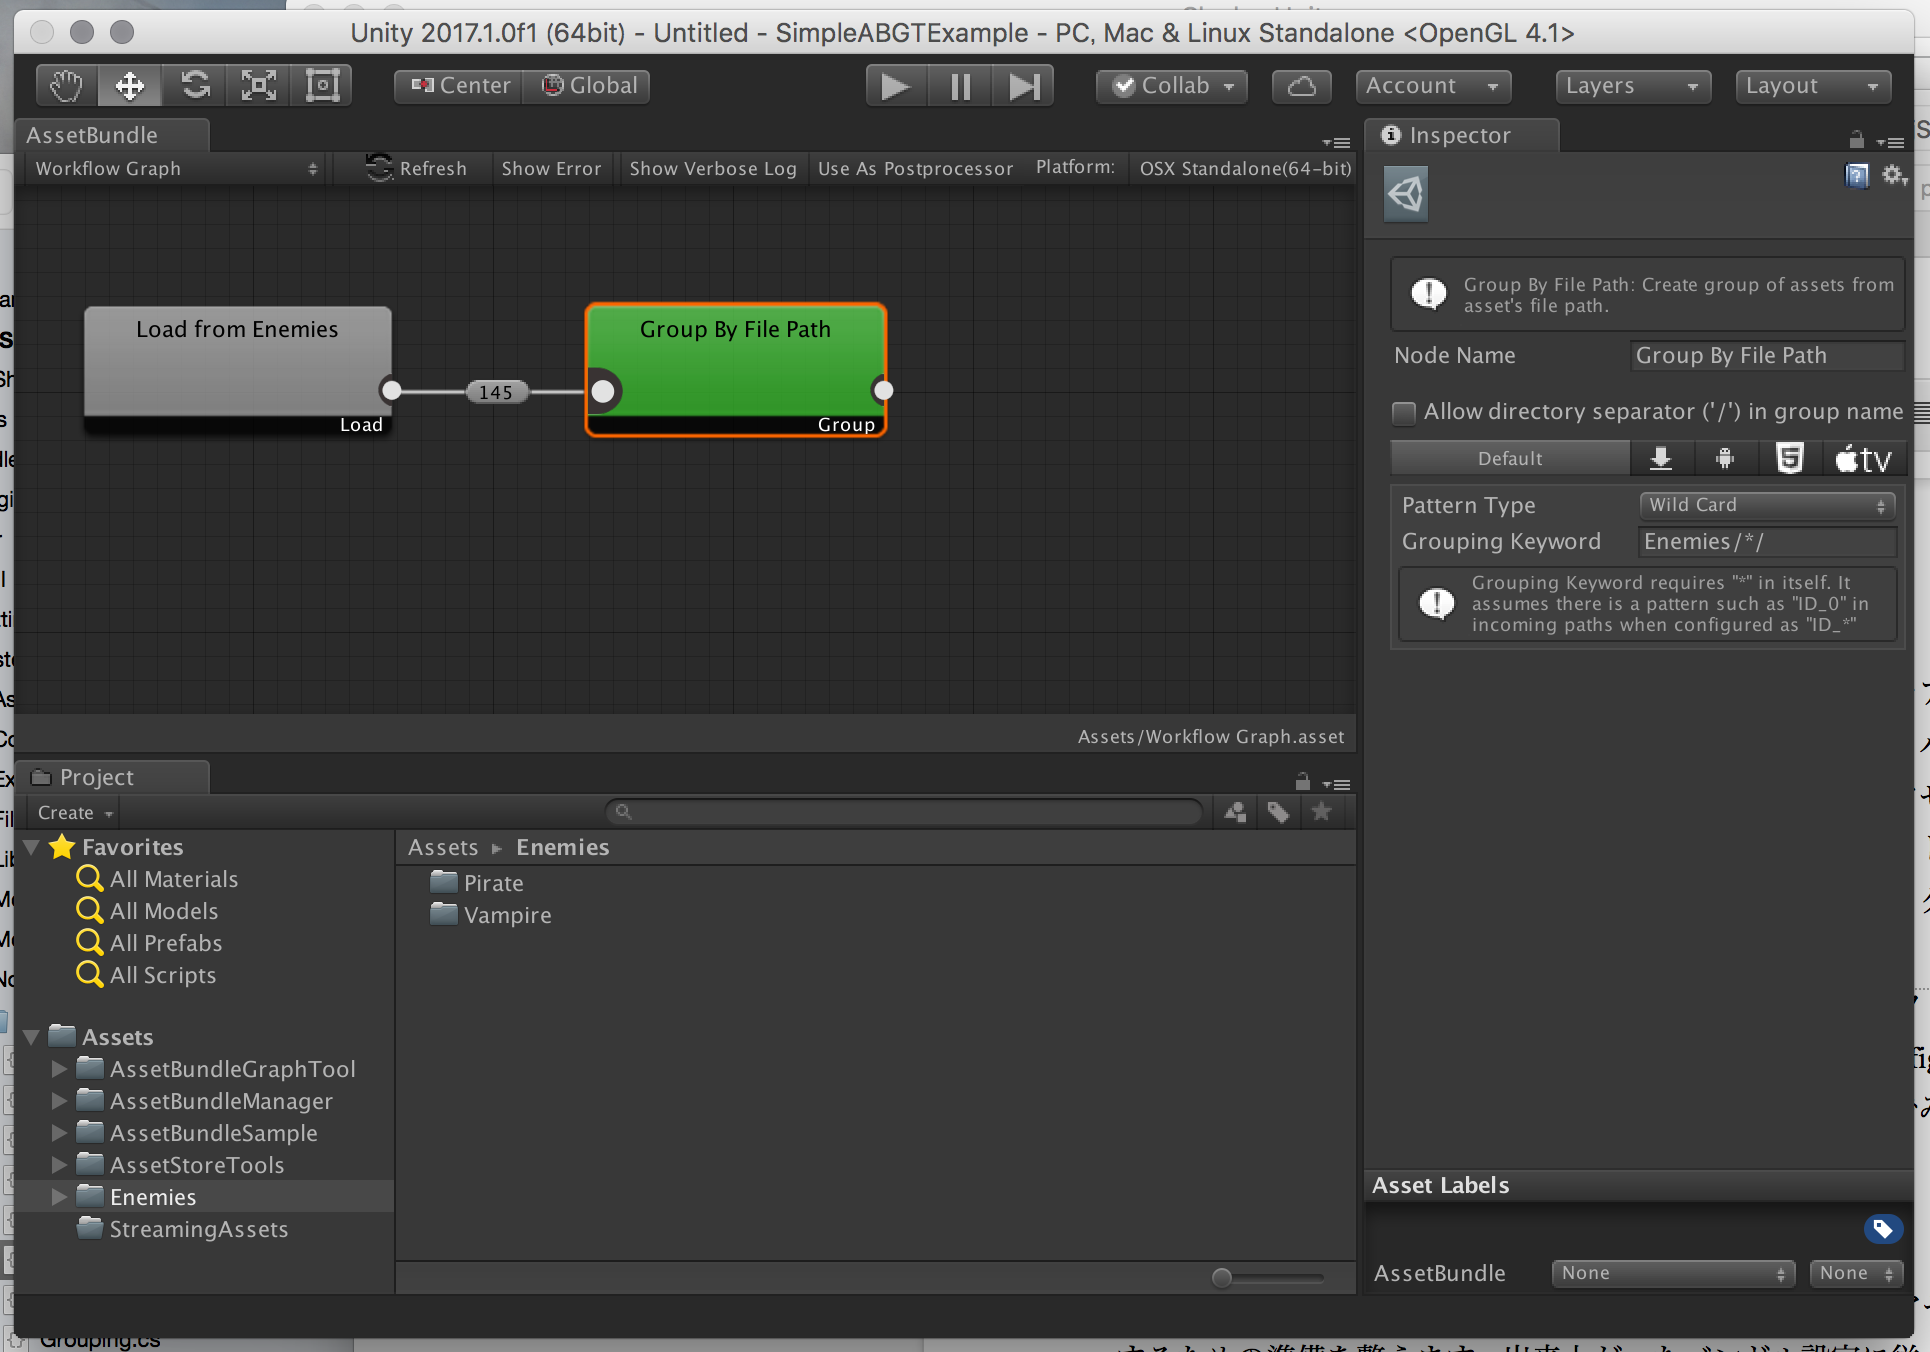 Unity 2017.1.0f1 (64bit) - Untitled - SimpleABGTExample - PC, Mac & Linux Standalone <OpenGL 4.1>
Center Global Collab Account Layers Layout
AssetBundle
Workflow Graph Refresh Show Error Show Verbose Log Use As Postprocessor Platform: OSX Standalone(64-bit)
Load from Enemies
Load
145
Group By File Path
Group
Assets/Workflow Graph.asset
Inspector
Group By File Path: Create group of assets from
asset's file path.
Node Name Group By File Path
Allow directory separator ('/') in group name
Default tv
Pattern Type Wild Card
Grouping Keyword Enemies/*/
Grouping Keyword requires "*" in itself. It
assumes there is a pattern such as "ID_0" in
incoming paths when configured as "ID_*"
Project
Create
Favorites
All Materials
All Models
All Prefabs
All Scripts
Assets
AssetBundleGraphTool
AssetBundleManager
AssetBundleSample
AssetStoreTools
Enemies
StreamingAssets
Assets Enemies
Pirate
Vampire
Asset Labels
AssetBundle None None
Grouping.cs